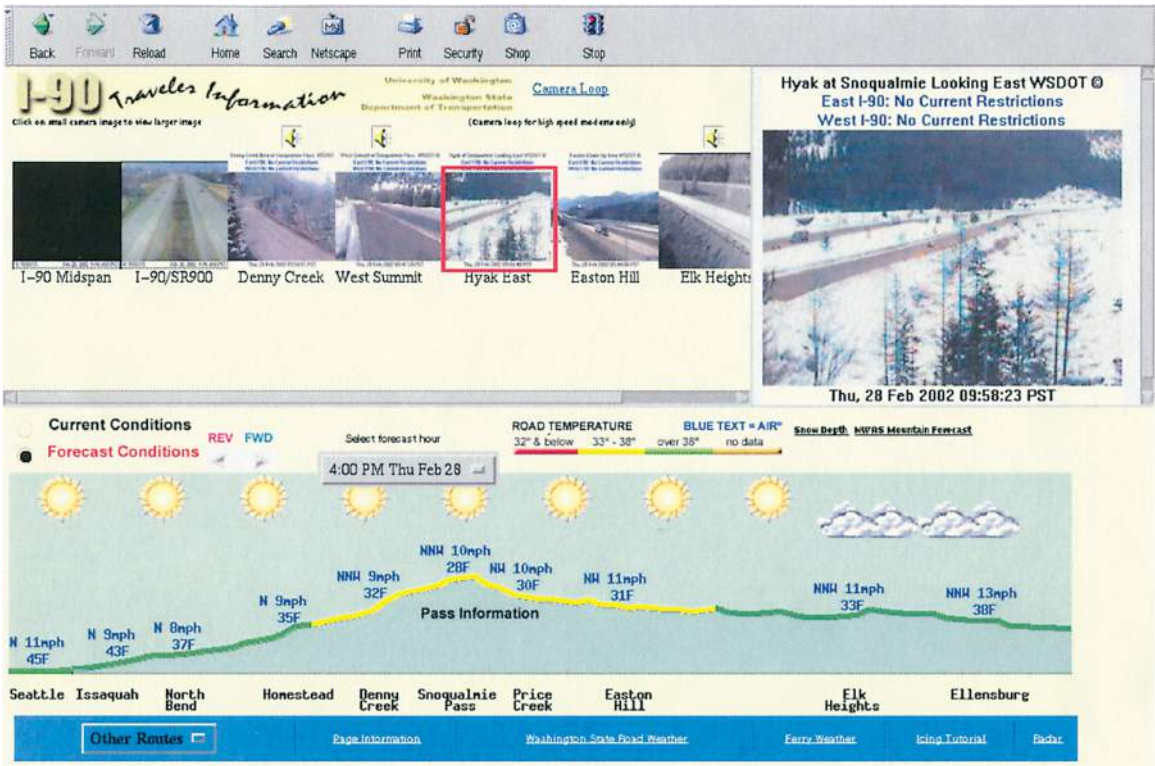 Back Forward Reload Home Search Netscape Print Security Shop Stop
I-90 Traveler Information
University of Washington
Washington State
Department of Transportation
Camera Loop
Click on small camera image to view larger image
(Camera loop for high speed modems only)
I-90 Midspan I-90/SR900 Denny Creek West Summit Hyak East Easton Hill Elk Heights
Hyak at Snoqualmie Looking East WSDOT ©
East I-90: No Current Restrictions
West I-90: No Current Restrictions
Thu, 28 Feb 2002 09:58:23 PST
Current Conditions
Forecast Conditions
REV FWD
Select forecast hour
4:00 PM Thu Feb 28
ROAD TEMPERATURE BLUE TEXT = AIR°
32° & below 33° - 38° over 38° no data
Snow Depth NWRS Mountain Forecast
N 11mph
45F
N 9mph
43F
N 8mph
37F
N 9mph
35F
NNW 9mph
32F
NNW 10mph
28F
NW 10mph
30F
NW 11mph
31F
NNW 11mph
33F
NNW 13mph
38F
Pass Information
Seattle Issaquah North Bend Homestead Denny Creek Snoqualmie Pass Price Creek Easton Hill Elk Heights Ellensburg
Other Routes Page Information Washington State Road Weather Ferry Weather Icing Tutorial Radar